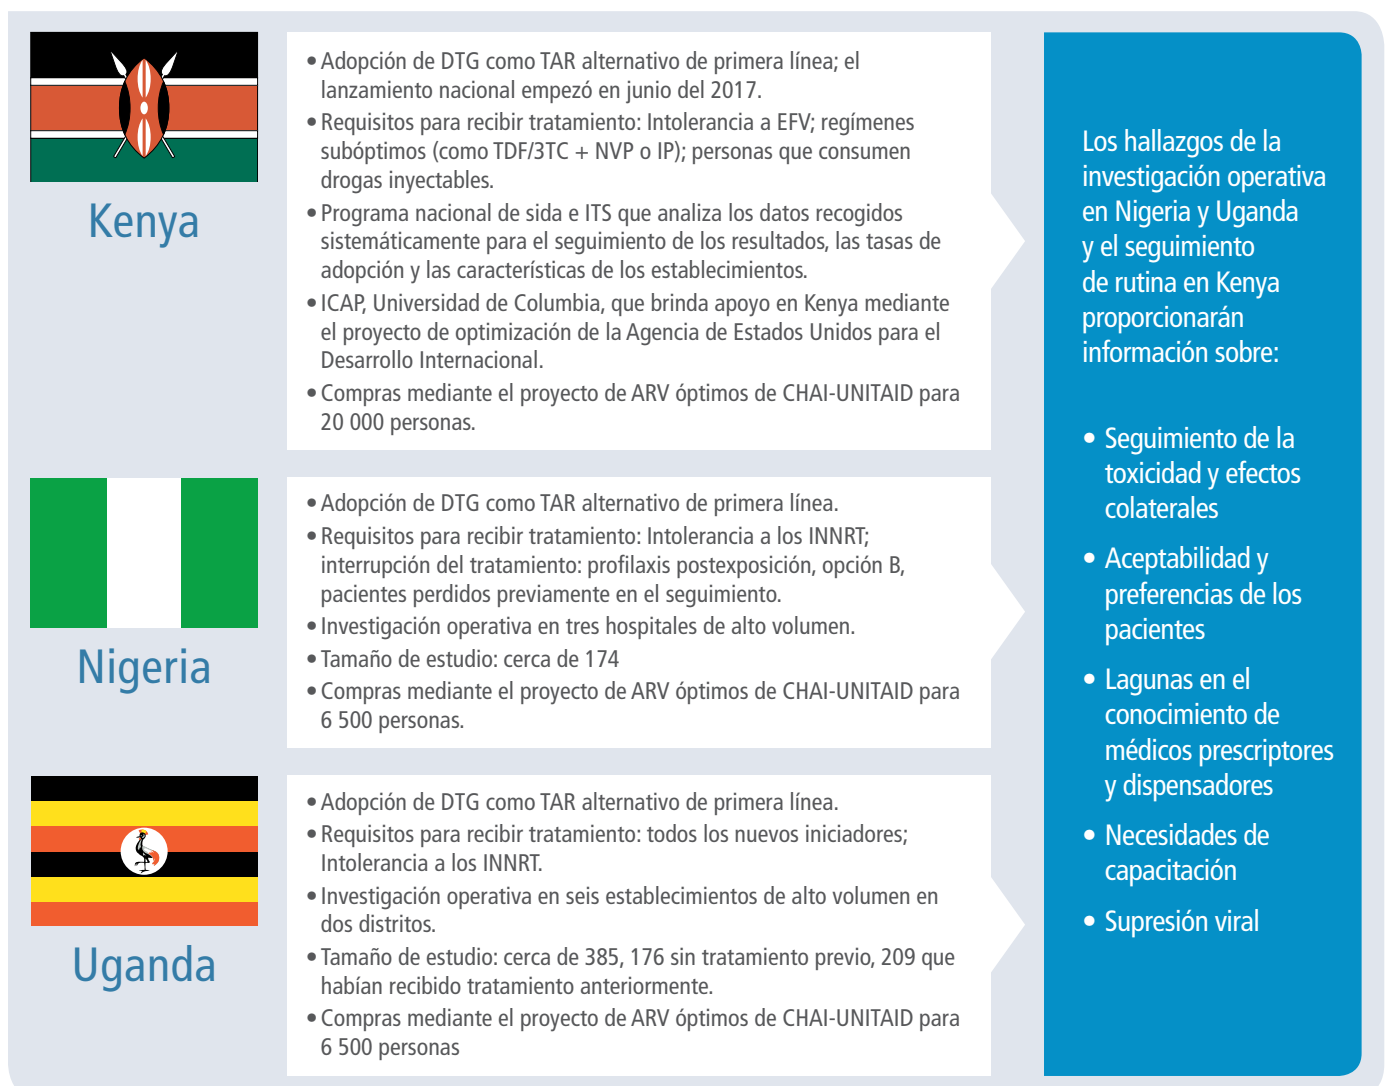 Kenya
• Adopción de DTG como TAR alternativo de primera línea; el
lanzamiento nacional empezó en junio del 2017.
• Requisitos para recibir tratamiento: Intolerancia a EFV; regímenes
subóptimos (como TDF/3TC + NVP o IP); personas que consumen
drogas inyectables.
• Programa nacional de sida e ITS que analiza los datos recogidos
sistemáticamente para el seguimiento de los resultados, las tasas de
adopción y las características de los establecimientos.
• ICAP, Universidad de Columbia, que brinda apoyo en Kenya mediante
el proyecto de optimización de la Agencia de Estados Unidos para el
Desarrollo Internacional.
• Compras mediante el proyecto de ARV óptimos de CHAI-UNITAID para
20 000 personas.
Nigeria
• Adopción de DTG como TAR alternativo de primera línea.
• Requisitos para recibir tratamiento: Intolerancia a los INNRT;
interrupción del tratamiento: profilaxis postexposición, opción B,
pacientes perdidos previamente en el seguimiento.
• Investigación operativa en tres hospitales de alto volumen.
• Tamaño de estudio: cerca de 174
• Compras mediante el proyecto de ARV óptimos de CHAI-UNITAID para
6 500 personas.
Uganda
• Adopción de DTG como TAR alternativo de primera línea.
• Requisitos para recibir tratamiento: todos los nuevos iniciadores;
Intolerancia a los INNRT.
• Investigación operativa en seis establecimientos de alto volumen en
dos distritos.
• Tamaño de estudio: cerca de 385, 176 sin tratamiento previo, 209 que
habían recibido tratamiento anteriormente.
• Compras mediante el proyecto de ARV óptimos de CHAI-UNITAID para
6 500 personas
Los hallazgos de la
investigación operativa
en Nigeria y Uganda
y el seguimiento
de rutina en Kenya
proporcionarán
información sobre:
• Seguimiento de la
toxicidad y efectos
colaterales
• Aceptabilidad y
preferencias de los
pacientes
• Lagunas en el
conocimiento de
médicos prescriptores
y dispensadores
• Necesidades de
capacitación
• Supresión viral